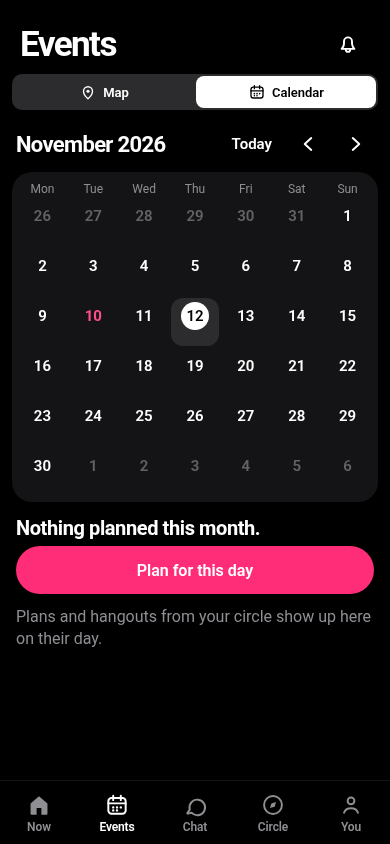 Events
Map
Calendar
November 2026
Today
Mon Tue Wed Thu Fri Sat Sun
26 27 28 29 30 31 1
2 3 4 5 6 7 8
9 10 11 12 13 14 15
16 17 18 19 20 21 22
23 24 25 26 27 28 29
30 1 2 3 4 5 6
Nothing planned this month.
Plan for this day
Plans and hangouts from your circle show up here
on their day.
Now Events Chat Circle You